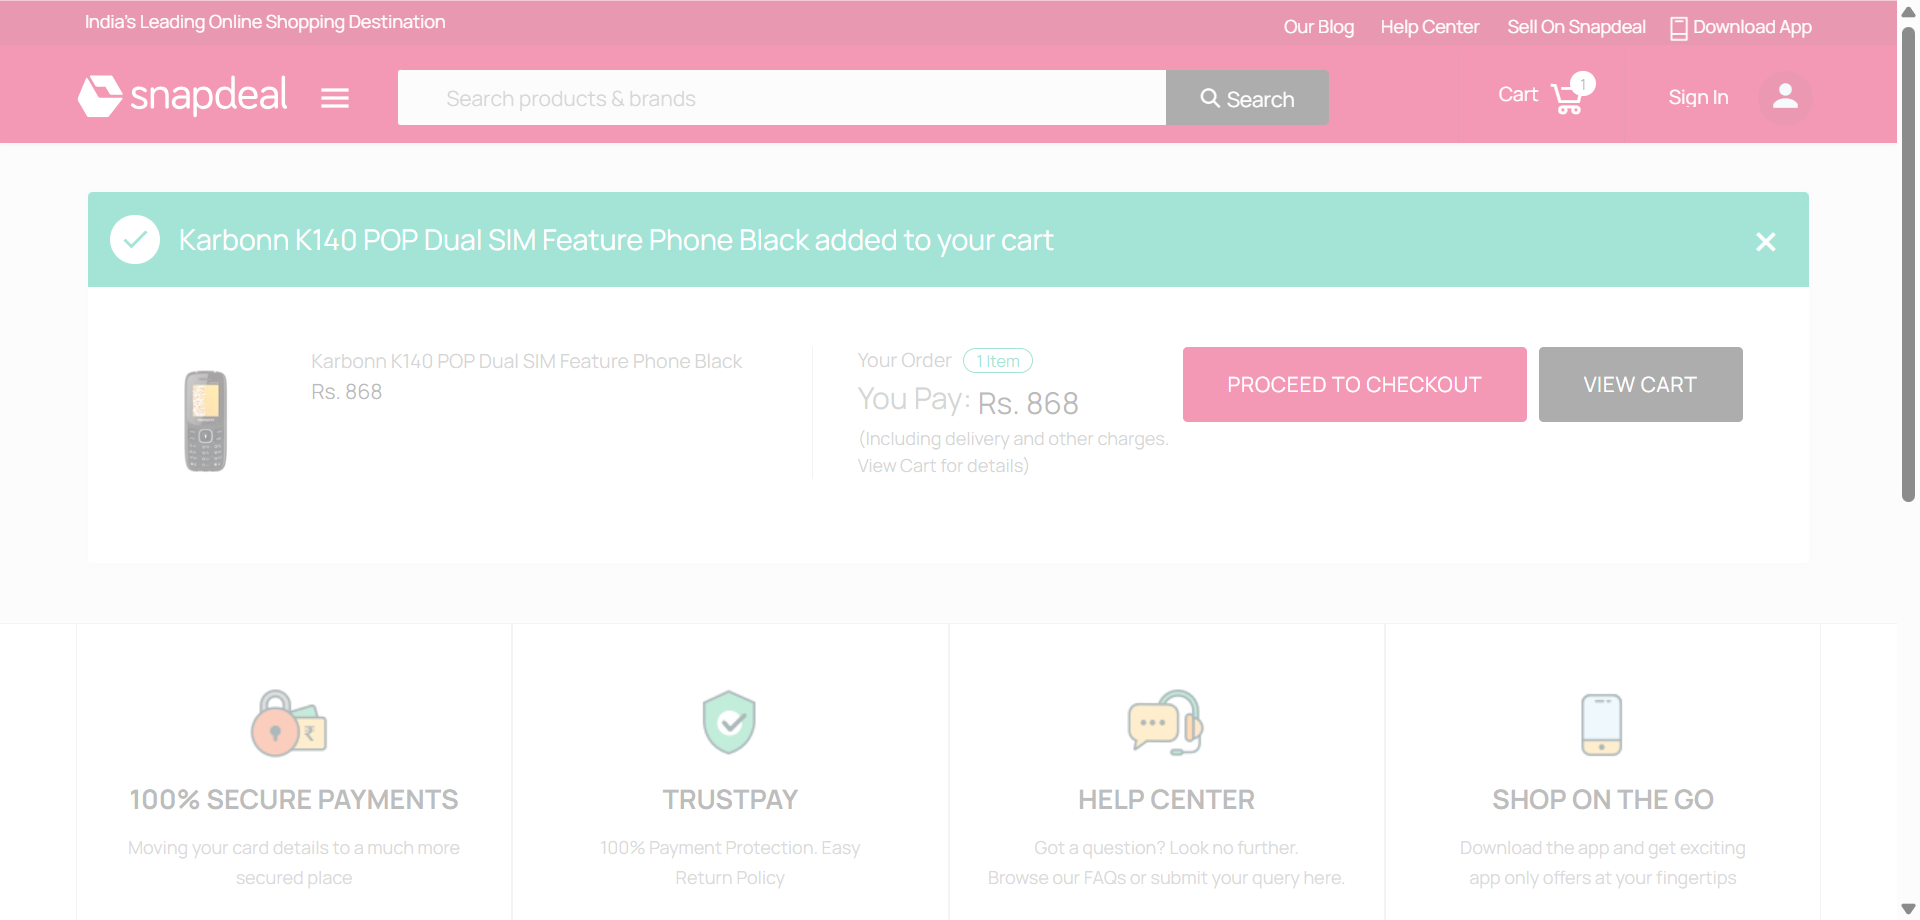 India's Leading Online Shopping Destination
Our Blog
Help Center
Sell On Snapdeal
Download App
snapdeal
Search products & brands
Search
Cart
1
Sign In
Karbonn K140 POP Dual SIM Feature Phone Black added to your cart
Karbonn K140 POP Dual SIM Feature Phone Black
Rs. 868
Your Order
1 Item
You Pay: Rs. 868
(Including delivery and other charges.
View Cart for details)
PROCEED TO CHECKOUT
VIEW CART
100% SECURE PAYMENTS
Moving your card details to a much more
secured place
TRUSTPAY
100% Payment Protection. Easy
Return Policy
HELP CENTER
Got a question? Look no further.
Browse our FAQs or submit your query here.
SHOP ON THE GO
Download the app and get exciting
app only offers at your fingertips